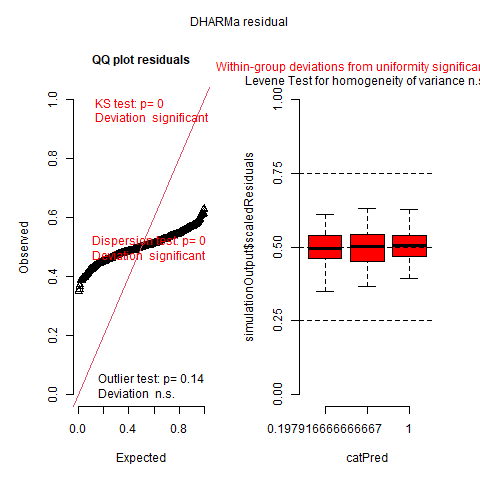 DHARMa residual
QQ plot residuals
KS test: p= 0
Deviation significant
Dispersion test: p= 0
Deviation significant
Outlier test: p= 0.14
Deviation n.s.
Observed
0.0
0.2
0.4
0.6
0.8
1.0
0.0
0.4
0.8
Expected
Within-group deviations from uniformity significan
Levene Test for homogeneity of variance n.s
simulationOutput$scaledResiduals
0.00
0.25
0.50
0.75
1.00
0.197916666666667
1
catPred